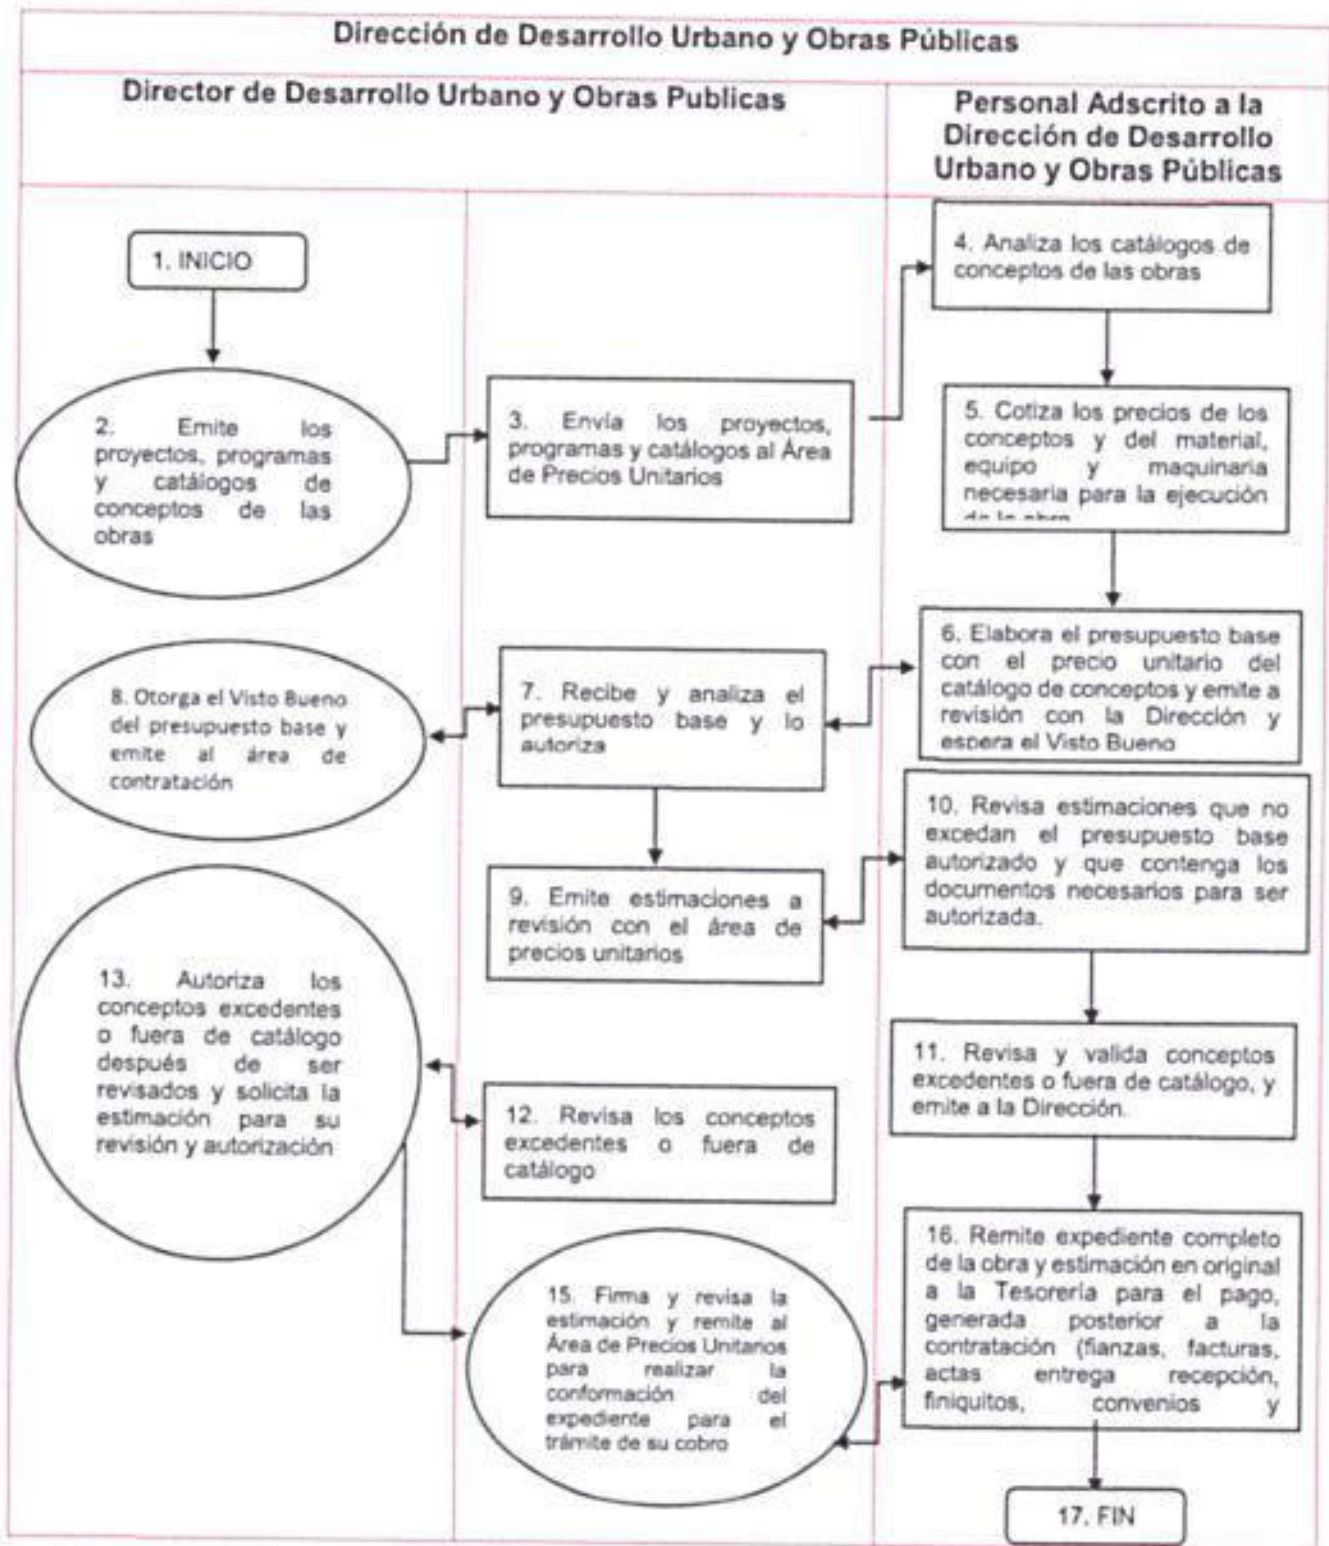 Dirección de Desarrollo Urbano y Obras Públicas
Director de Desarrollo Urbano y Obras Publicas
Personal Adscrito a la
Dirección de Desarrollo
Urbano y Obras Públicas
1. INICIO
2. Emite los
proyectos, programas
y catálogos de
conceptos de las
obras
3. Envía los proyectos,
programas y catálogos al Área
de Precios Unitarios
4. Analiza los catálogos de
conceptos de las obras
5. Cotiza los precios de los
conceptos y del material,
equipo y maquinaria
necesaria para la ejecución
de la obra
6. Elabora el presupuesto base
con el precio unitario del
catálogo de conceptos y emite a
revisión con la Dirección y
espera el Visto Bueno
7. Recibe y analiza el
presupuesto base y lo
autoriza
8. Otorga el Visto Bueno
del presupuesto base y
emite al área de
contratación
9. Emite estimaciones a
revisión con el área de
precios unitarios
10. Revisa estimaciones que no
excedan el presupuesto base
autorizado y que contenga los
documentos necesarios para ser
autorizada.
11. Revisa y valida conceptos
excedentes o fuera de catálogo, y
emite a la Dirección.
12. Revisa los conceptos
excedentes o fuera de
catálogo
13. Autoriza los
conceptos excedentes
o fuera de catálogo
después de ser
revisados y solicita la
estimación para su
revisión y autorización
15. Firma y revisa la
estimación y remite al
Área de Precios Unitarios
para realizar la
conformación del
expediente para el
trámite de su cobro
16. Remite expediente completo
de la obra y estimación en original
a la Tesorería para el pago,
generada posterior a la
contratación (fianzas, facturas,
actas entrega recepción,
finiquitos, convenios y
17. FIN